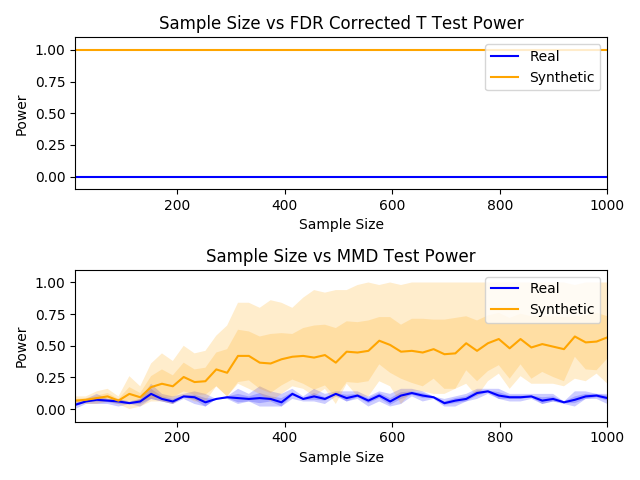 Sample Size vs FDR Corrected T Test Power
1.00
0.75
0.50
0.25
0.00
Power
Real
Synthetic
200
400
600
800
1000
Sample Size
Sample Size vs MMD Test Power
1.00
0.75
0.50
0.25
0.00
Power
Real
Synthetic
200
400
600
800
1000
Sample Size